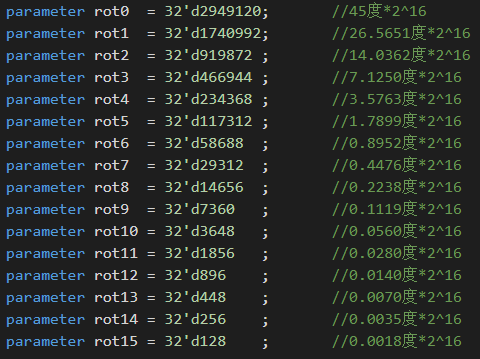 parameter rot0  = 32'd2949120;       //45度*2^16
parameter rot1  = 32'd1740992;       //26.5651度*2^16
parameter rot2  = 32'd919872 ;       //14.0362度*2^16
parameter rot3  = 32'd466944 ;       //7.1250度*2^16
parameter rot4  = 32'd234368 ;       //3.5763度*2^16
parameter rot5  = 32'd117312 ;       //1.7899度*2^16
parameter rot6  = 32'd58688  ;       //0.8952度*2^16
parameter rot7  = 32'd29312  ;       //0.4476度*2^16
parameter rot8  = 32'd14656  ;       //0.2238度*2^16
parameter rot9  = 32'd7360   ;       //0.1119度*2^16
parameter rot10 = 32'd3648   ;       //0.0560度*2^16
parameter rot11 = 32'd1856   ;       //0.0280度*2^16
parameter rot12 = 32'd896    ;       //0.0140度*2^16
parameter rot13 = 32'd448    ;       //0.0070度*2^16
parameter rot14 = 32'd256    ;       //0.0035度*2^16
parameter rot15 = 32'd128    ;       //0.0018度*2^16